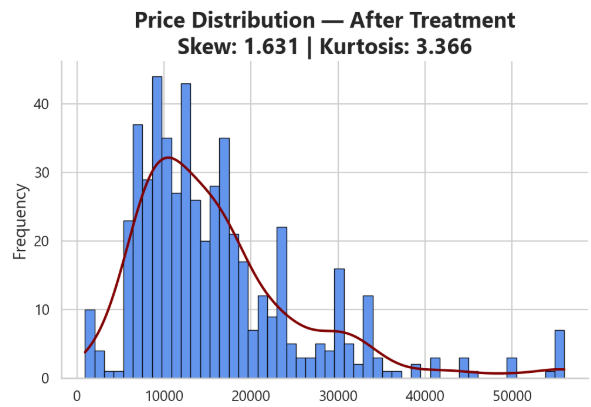 Price Distribution — After Treatment
Skew: 1.631 | Kurtosis: 3.366
Frequency
40
30
20
10
0
0 10000 20000 30000 40000 50000